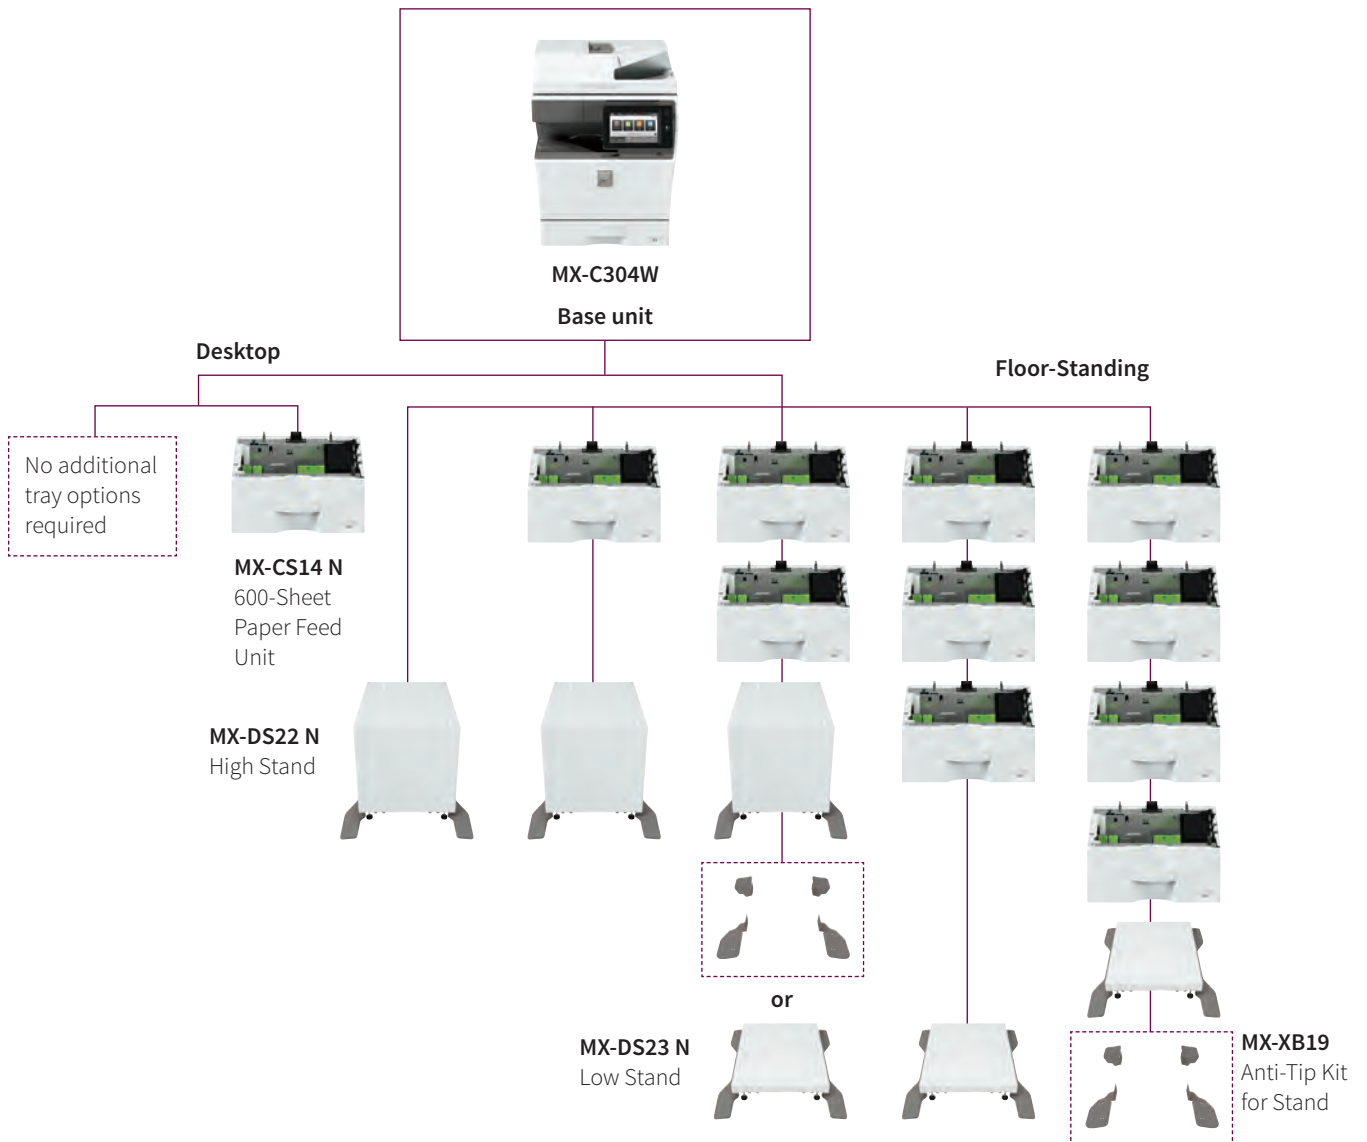 MX-C304W
Base unit
Desktop
Floor-Standing
No additional
tray options
required
MX-CS14 N
600-Sheet
Paper Feed
Unit
MX-DS22 N
High Stand
or
MX-DS23 N
Low Stand
MX-XB19
Anti-Tip Kit
for Stand